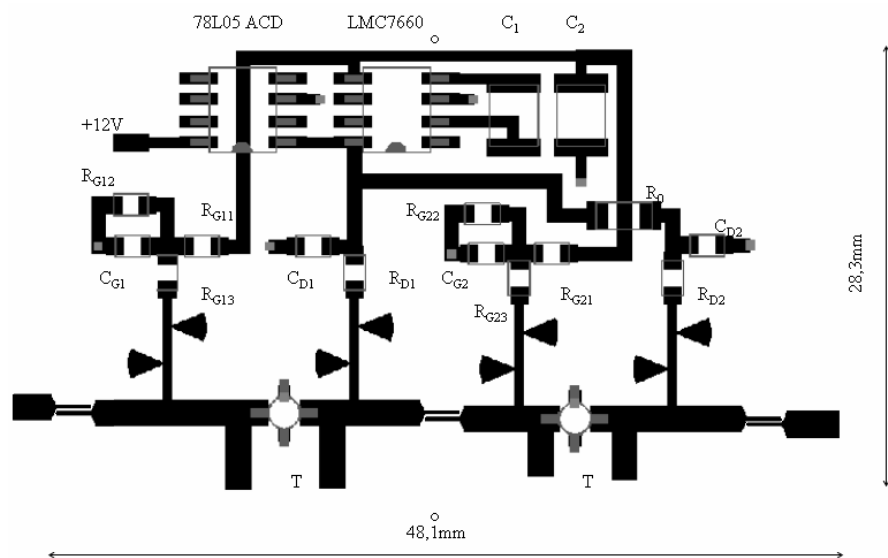 78L05 ACD LMC7660 C1 C2
+12V
RG12
RG11
RG22
R0
CD2
CG1
CD1
CG2
RG13
RD1
RG23
RG21
RD2
28,3mm
T T
48,1mm